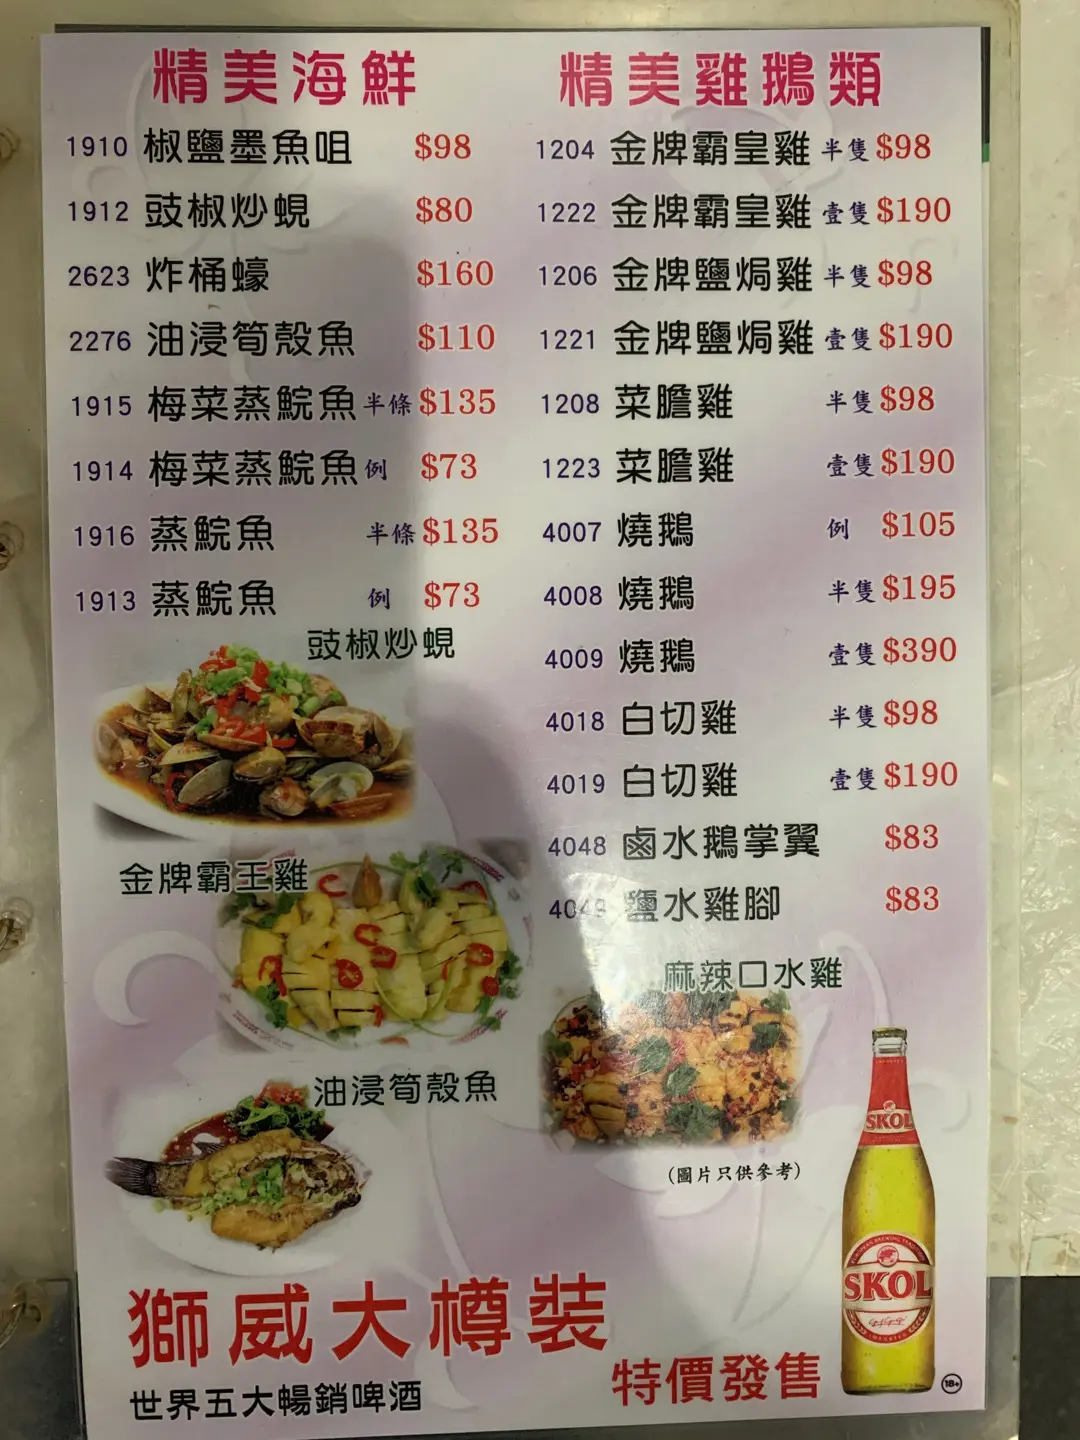 精美海鮮
1910 椒鹽墨魚咀 $98
1912 豉椒炒蜆 $80
2623 炸桶蠔 $160
2276 油浸筍殼魚 $110
1915 梅菜蒸鯇魚 半條 $135
1914 梅菜蒸鯇魚 例 $73
1916 蒸鯇魚 半條 $135
1913 蒸鯇魚 例 $73
豉椒炒蜆
金牌霸王雞
油浸筍殼魚
精美雞鵝類
1204 金牌霸皇雞 半隻 $98
1222 金牌霸皇雞 壹隻 $190
1206 金牌鹽焗雞 半隻 $98
1221 金牌鹽焗雞 壹隻 $190
1208 菜膽雞 半隻 $98
1223 菜膽雞 壹隻 $190
4007 燒鵝 例 $105
4008 燒鵝 半隻 $195
4009 燒鵝 壹隻 $390
4018 白切雞 半隻 $98
4019 白切雞 壹隻 $190
4048 鹵水鵝掌翼 $83
4049 鹽水雞腳 $83
麻辣口水雞
(圖片只供參考)
SKOL
SKOL
獅威大樽裝
世界五大暢銷啤酒
特價發售
18+